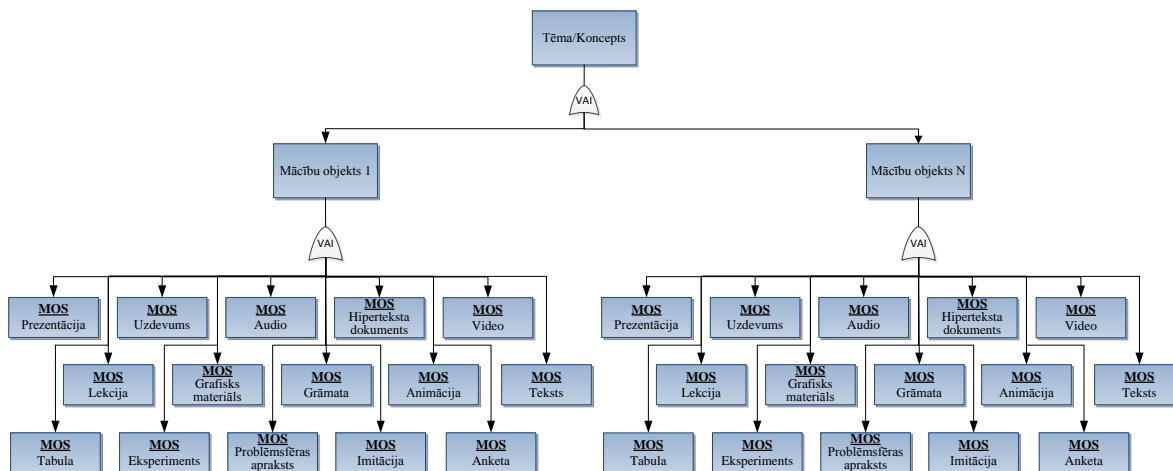 Tēma/Koncepts
VAI
Mācību objekts 1
Mācību objekts N
VAI
VAI
MOS
Prezentācija
MOS
Uzdevums
MOS
Audio
MOS
Hiperteksta
dokuments
MOS
Video
MOS
Prezentācija
MOS
Uzdevums
MOS
Audio
MOS
Hiperteksta
dokuments
MOS
Video
MOS
Lekcija
MOS
Grafisks
materiāls
MOS
Grāmata
MOS
Animācija
MOS
Teksts
MOS
Lekcija
MOS
Grafisks
materiāls
MOS
Grāmata
MOS
Animācija
MOS
Teksts
MOS
Tabula
MOS
Eksperiments
MOS
Problēmsfēras
apraksts
MOS
Imitācija
MOS
Anketa
MOS
Tabula
MOS
Eksperiments
MOS
Problēmsfēras
apraksts
MOS
Imitācija
MOS
Anketa